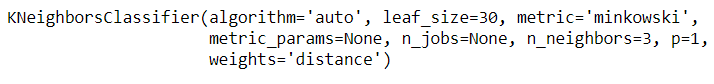 KNeighborsClassifier(algorithm='auto', leaf_size=30, metric='minkowski',
                     metric_params=None, n_jobs=None, n_neighbors=3, p=1,
                     weights='distance')